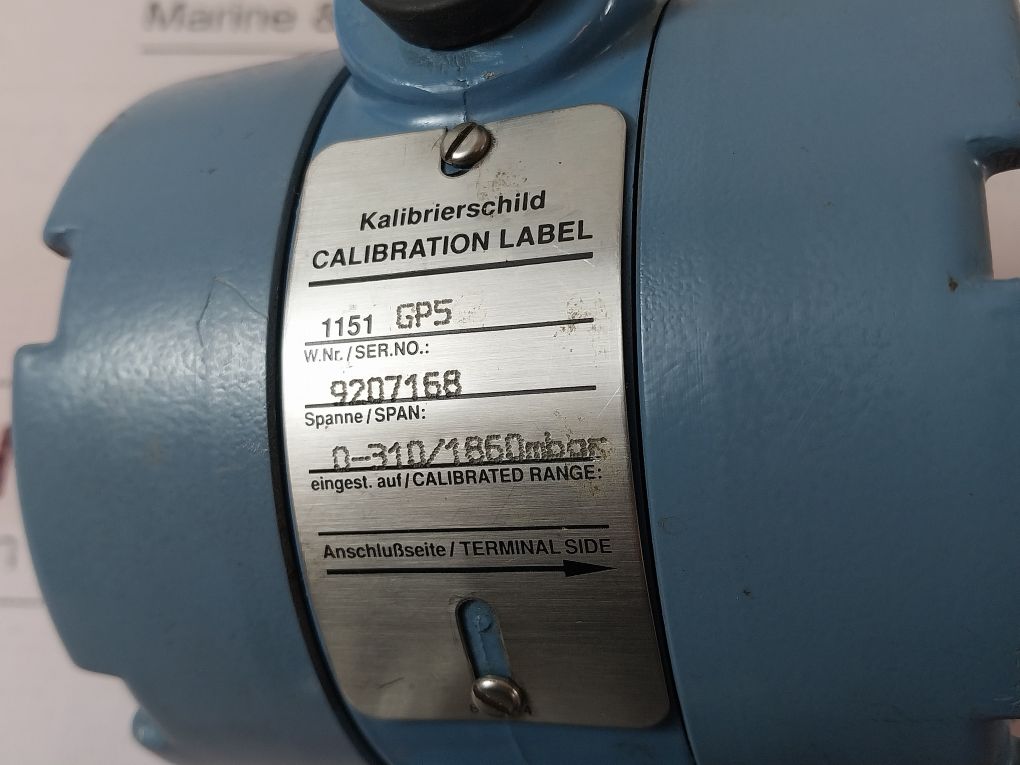 Marine &
Kalibrierschild
CALIBRATION LABEL
1151 GP5
W.Nr./SER.NO.:
9207168
Spanne/SPAN:
0-310/1860mbar
eingest. auf/CALIBRATED RANGE:
Anschlußseite/TERMINAL SIDE